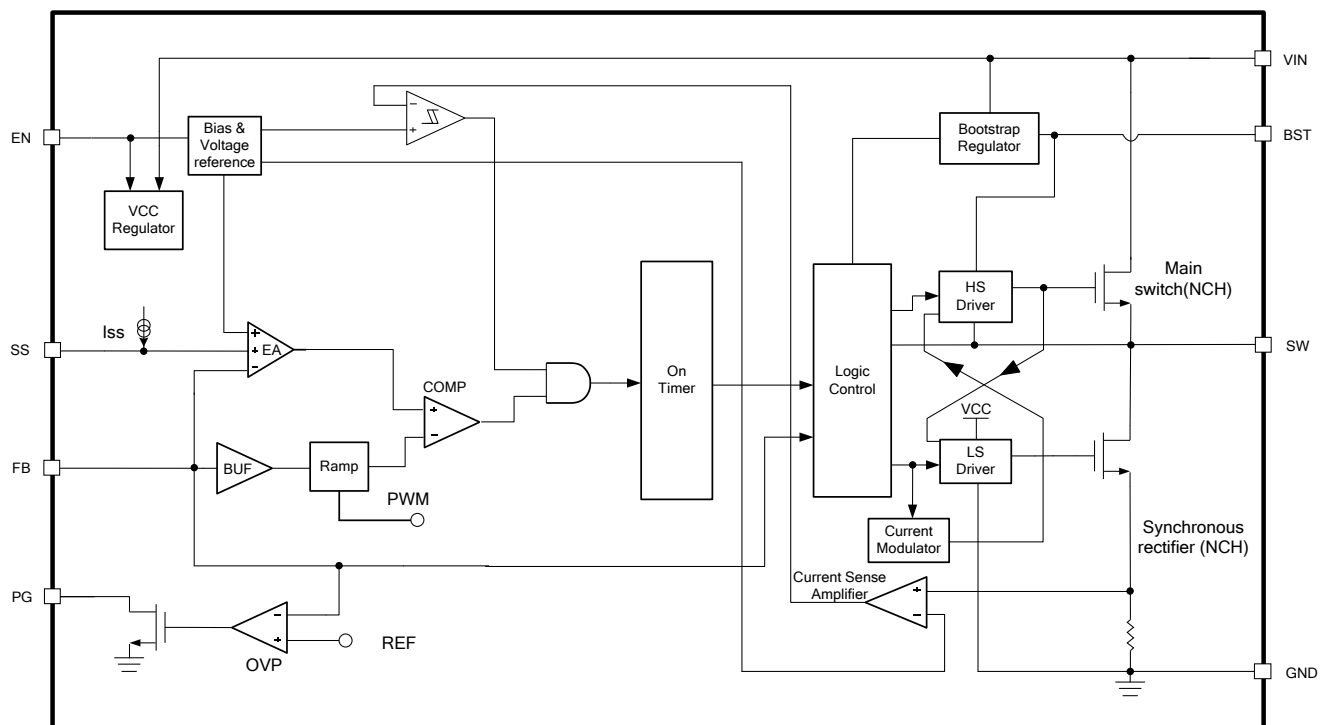 VIN
EN
Bias &
Voltage
reference
Bootstrap
Regulator
BST
VCC
Regulator
Main
switch(NCH)
HS
Driver
Iss
SS
EA
On
Timer
Logic
Control
SW
COMP
VCC
LS
Driver
FB
BUF
Ramp
PWM
Current
Modulator
Synchronous
rectifier (NCH)
Current Sense
Amplifier
PG
REF
OVP
GND